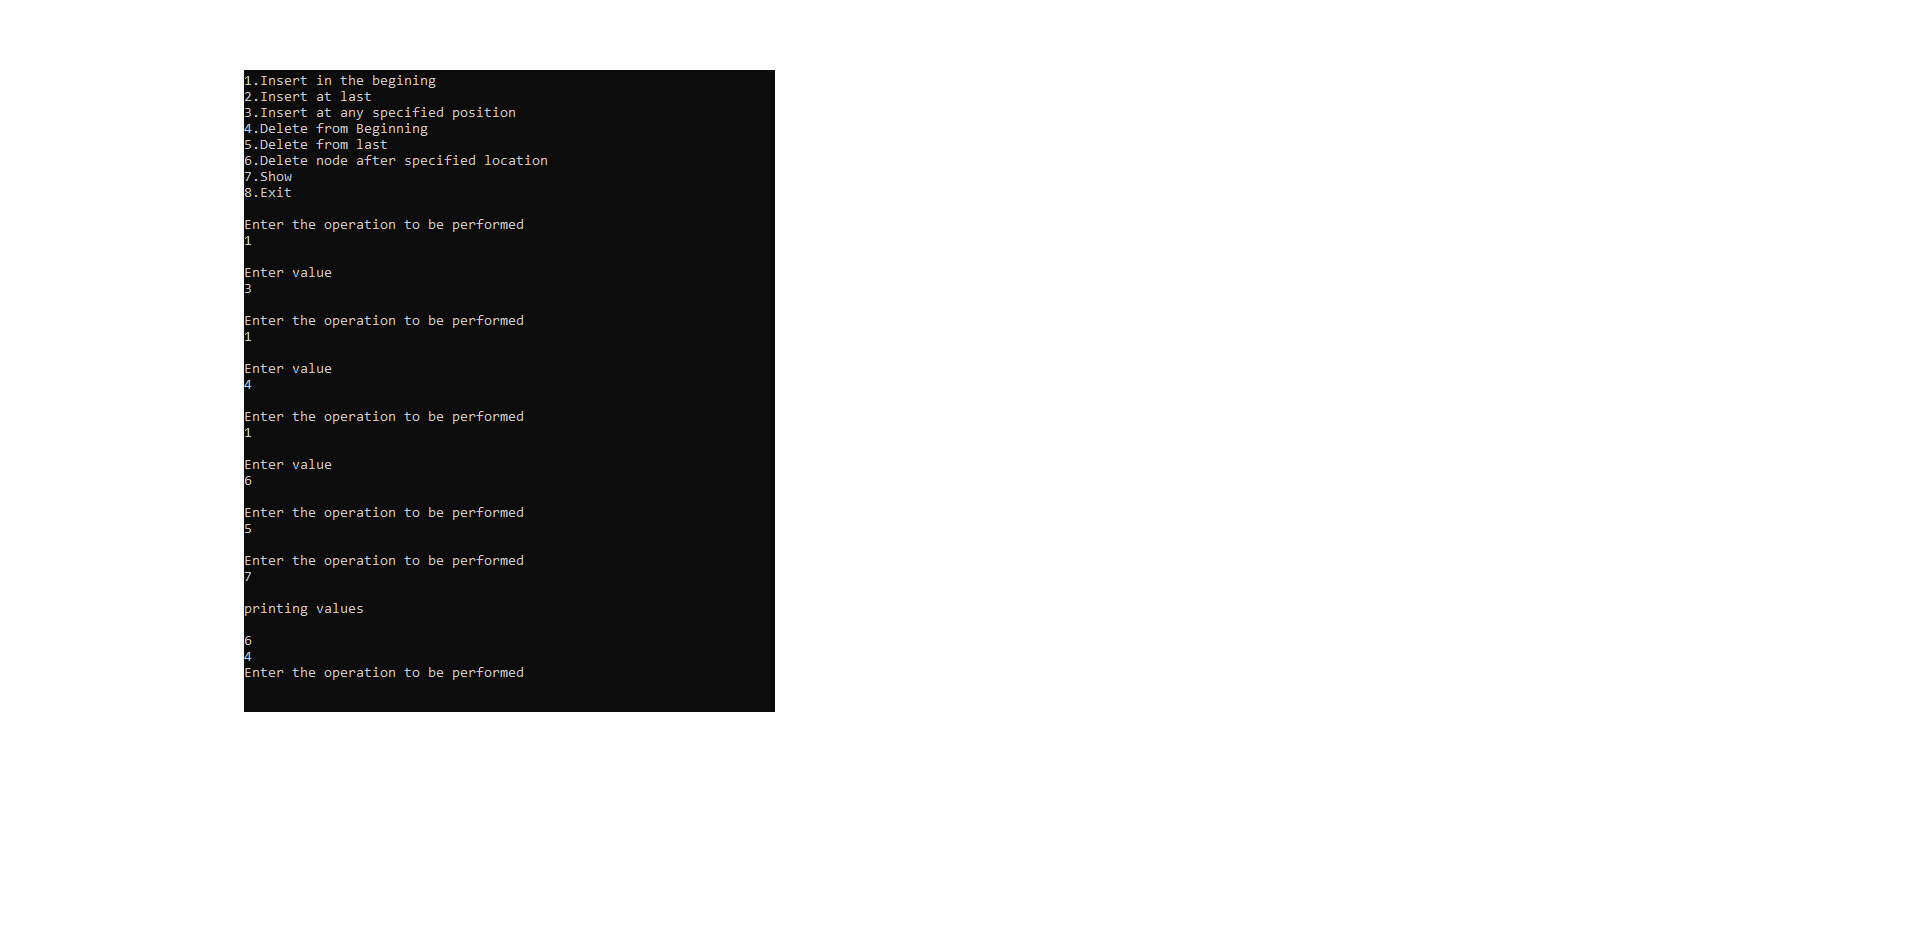 1.Insert in the begining
2.Insert at last
3.Insert at any specified position
4.Delete from Beginning
5.Delete from last
6.Delete node after specified location
7.Show
8.Exit
Enter the operation to be performed
1
Enter value
3
Enter the operation to be performed
1
Enter value
4
Enter the operation to be performed
1
Enter value
6
Enter the operation to be performed
5
Enter the operation to be performed
7
printing values
6
4
Enter the operation to be performed